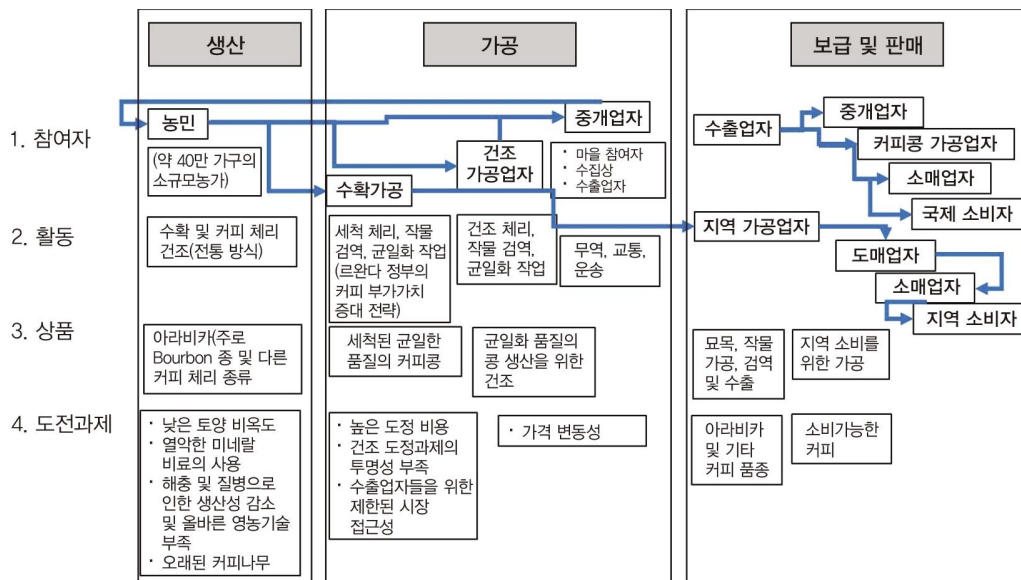 생산
가공
보급 및 판매
1. 참여자
농민
(약 40만 가구의
소규모농가)
중개업자
건조
가공업자
· 마을 참여자
· 수집상
· 수출업자
수확가공
수출업자
중개업자
커피콩 가공업자
소매업자
국제 소비자
지역 가공업자
도매업자
소매업자
지역 소비자
2. 활동
수확 및 커피 체리
건조(전통 방식)
세척 체리, 작물
검역, 균일화 작업
(르완다 정부의
커피 부가가치
증대 전략)
건조 체리,
작물 검역,
균일화 작업
무역, 교통,
운송
3. 상품
아라비카(주로
Bourbon 종 및 다른
커피 체리 종류
세척된 균일한
품질의 커피콩
균일화 품질의
콩 생산을 위한
건조
묘목, 작물
가공, 검역
및 수출
지역 소비를
위한 가공
4. 도전과제
· 낮은 토양 비옥도
· 열악한 미네랄
비료의 사용
· 해충 및 질병으로
인한 생산성 감소
및 올바른 영농기술
부족
· 오래된 커피나무
· 높은 도정 비용
· 건조 도정과제의
투명성 부족
· 수출업자들을 위한
제한된 시장
접근성
· 가격 변동성
아라비카
및 기타
커피 품종
소비가능한
커피